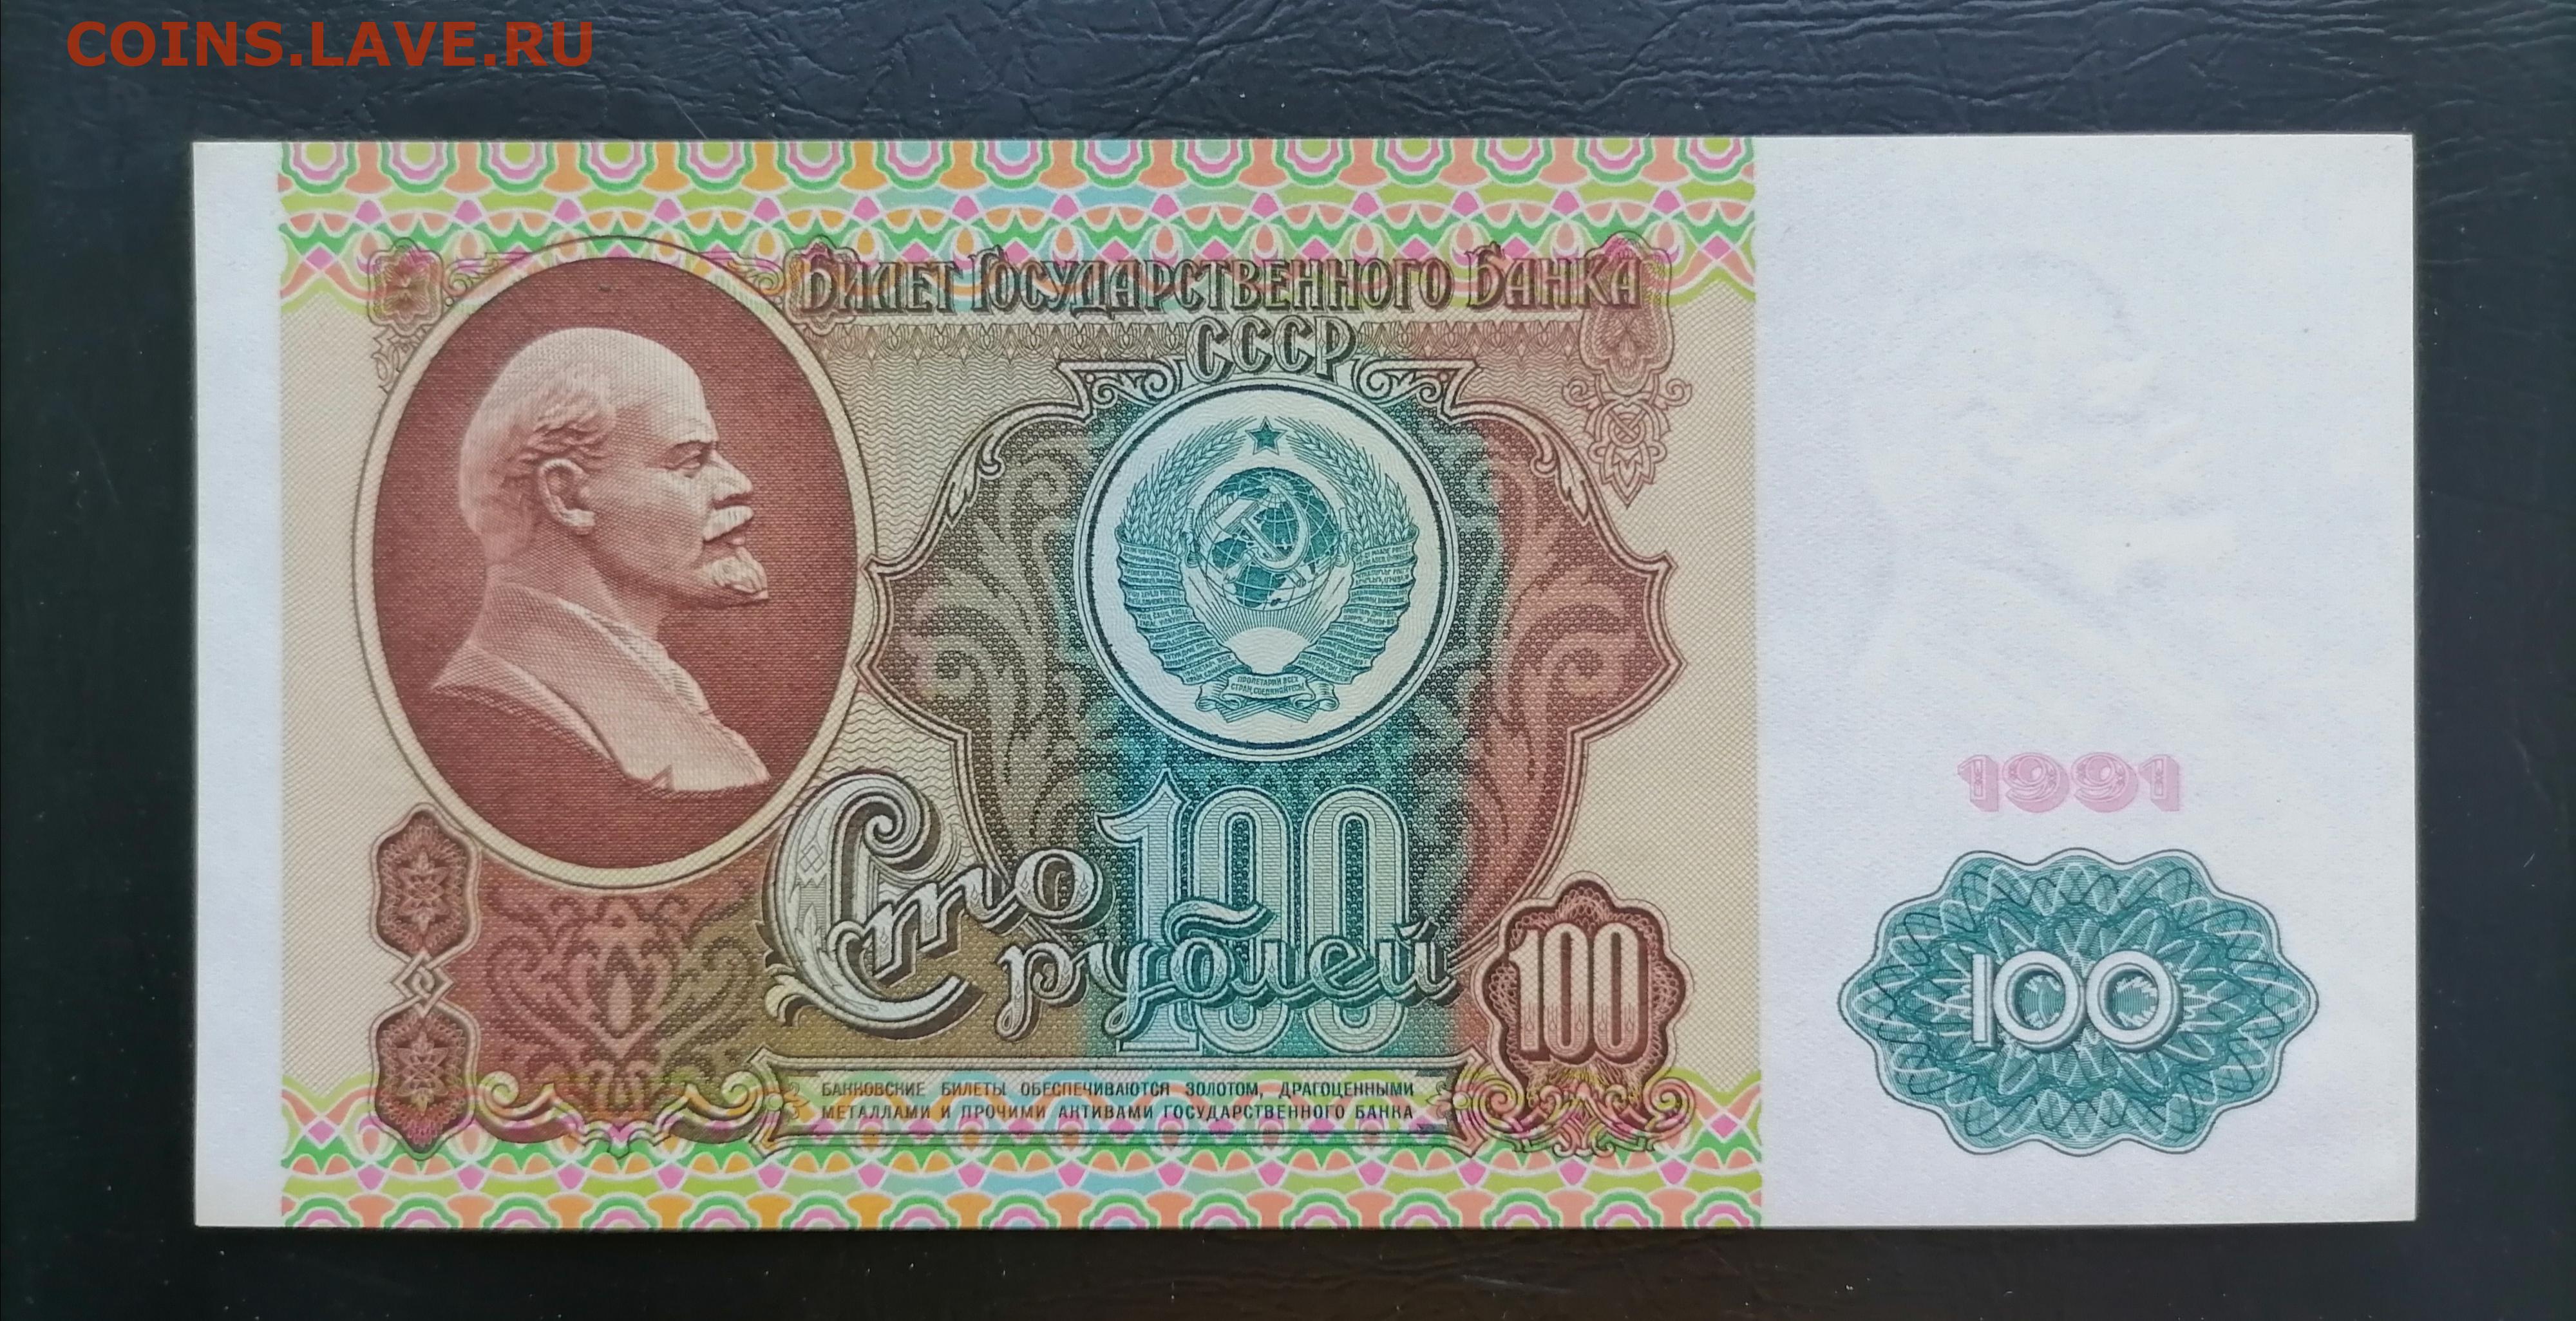 COINS.LAVE.RU
Билет Государственного Банка
СССР
ПРОЛЕТАРИИ ВСЕХ
СТРАН, СОЕДИНЯЙТЕСЬ!
1991
100
Сто
рублей
100
100
БАНКОВСКИЕ БИЛЕТЫ ОБЕСПЕЧИВАЮТСЯ ЗОЛОТОМ, ДРАГОЦЕННЫМИ
МЕТАЛЛАМИ И ПРОЧИМИ АКТИВАМИ ГОСУДАРСТВЕННОГО БАНКА